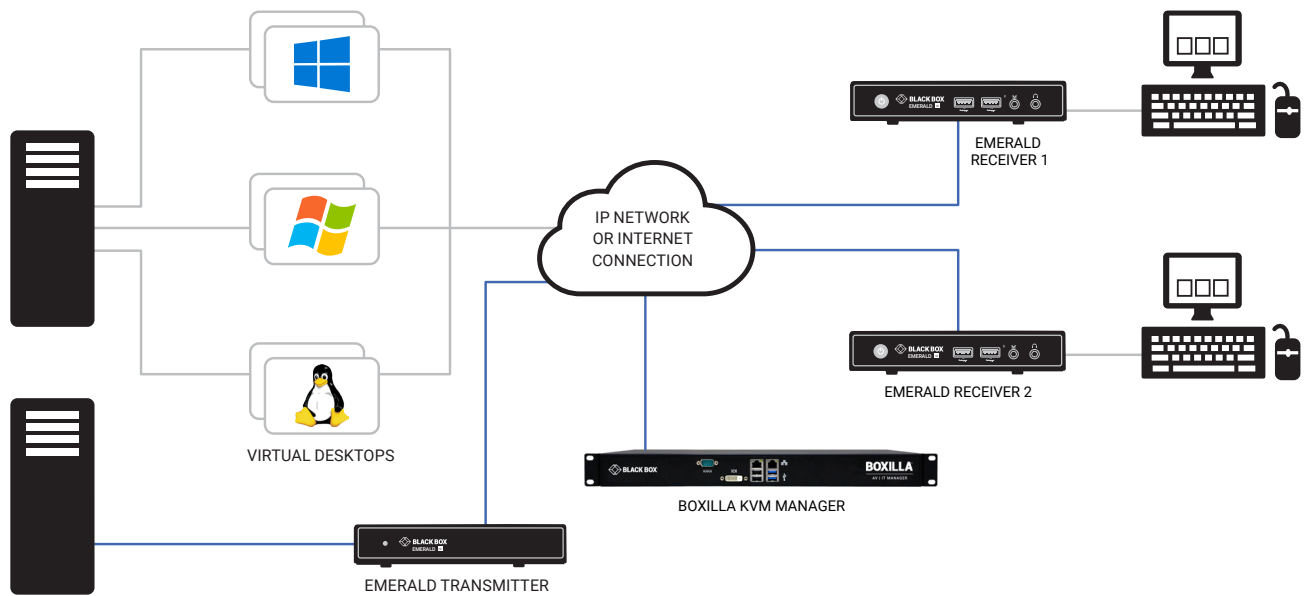 BLACK BOX
EMERALD
EMERALD
RECEIVER 1
IP NETWORK
OR INTERNET
CONNECTION
BLACK BOX
EMERALD
EMERALD RECEIVER 2
VIRTUAL DESKTOPS
BLACK BOX
BOXILLA
AV | IT MANAGER
BOXILLA KVM MANAGER
BLACK BOX
EMERALD
EMERALD TRANSMITTER